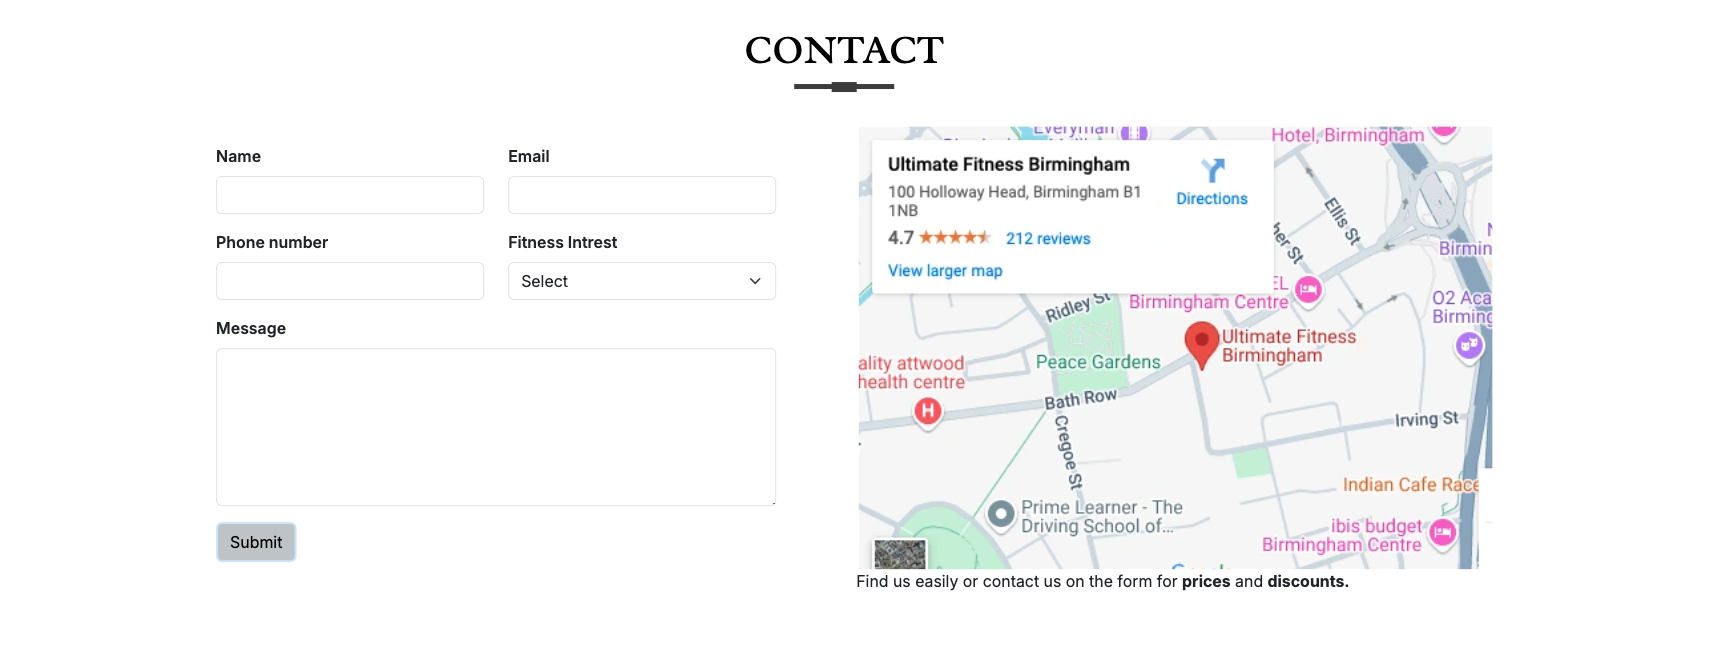 CONTACT
Name
Email
Phone number
Fitness Intrest
Select
Message
Submit
Everyman
Hotel, Birmingham
Ultimate Fitness Birmingham
100 Holloway Head, Birmingham B1
1NB
4.7
212 reviews
View larger map
Directions
Ellis St
her St
Birmin
EL
Birmingham Centre
O2 Aca
Birming
Ridley St
Ultimate Fitness
Birmingham
Peace Gardens
ality attwood
health centre
H
Bath Row
Cregoe St
Irving St
Indian Cafe Race
Prime Learner - The
Driving School of...
ibis budget
Birmingham Centre
Find us easily or contact us on the form for prices and discounts.